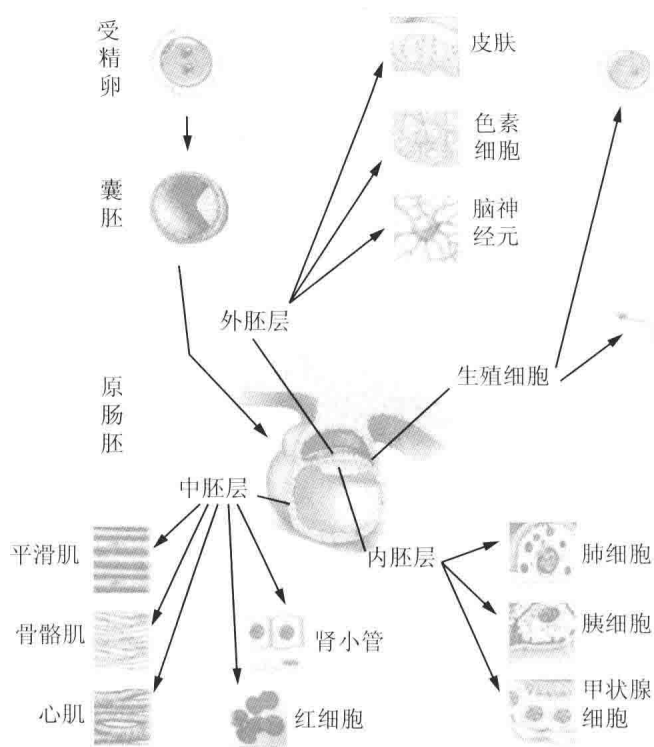 受精卵
皮肤
色素
细胞
囊胚
脑神
经元
外胚层
生殖细胞
原肠胚
中胚层
内胚层
平滑肌
肺细胞
骨骼肌
肾小管
胰细胞
心肌
红细胞
甲状腺
细胞